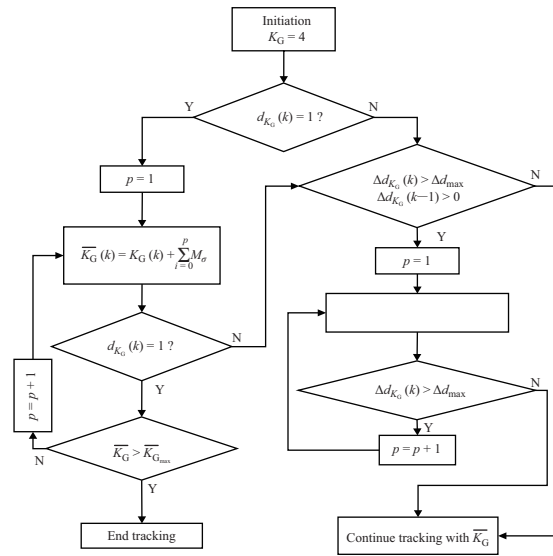 Initiation
K_G = 4
Y
N
d_{K_G}(k) = 1 ?
p = 1
Δd_{K_G}(k) > Δd_max
Δd_{K_G}(k−1) > 0
N
Y
\overline{K_G}(k) = K_G(k) + \sum_{i=0}^{p} M_σ
p = 1
d_{K_G}(k) = 1 ?
N
Y
p = p + 1
Δd_{K_G}(k) > Δd_max
N
Y
p = p + 1
\overline{K_G} > \overline{K_{G_max}}
N
Y
End tracking
Continue tracking with \overline{K_G}